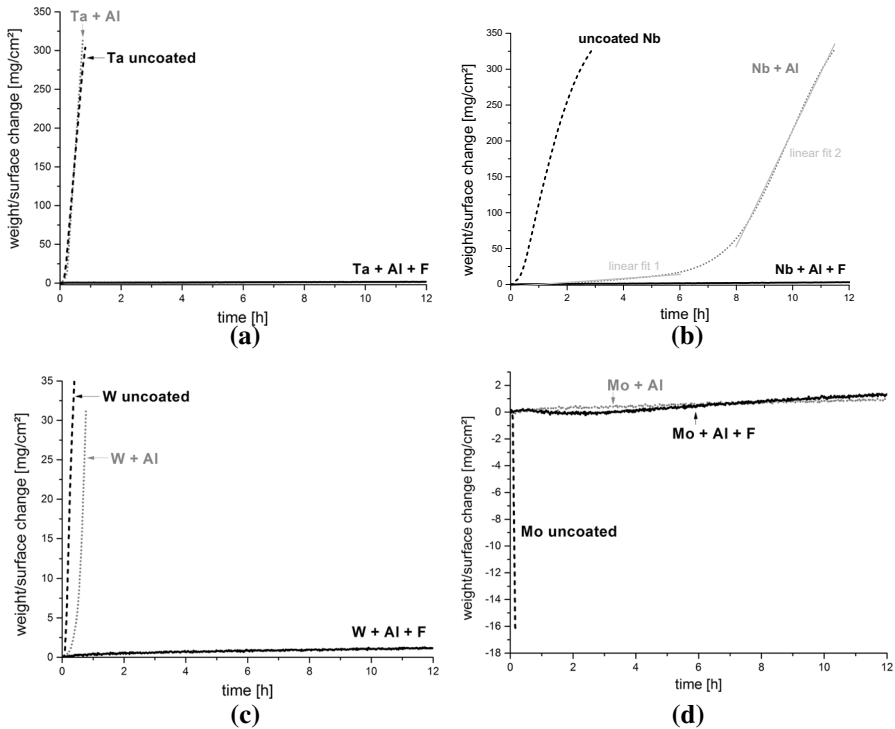 Ta + Al
Ta uncoated
Ta + Al + F
weight/surface change [mg/cm²]
350
300
250
200
150
100
50
0
0 2 4 6 8 10 12
time [h]
(a)
uncoated Nb
Nb + Al
linear fit 2
linear fit 1
Nb + Al + F
weight/surface change [mg/cm²]
350
300
250
200
150
100
50
0
0 2 4 6 8 10 12
time [h]
(b)
W uncoated
W + Al
W + Al + F
weight/surface change [mg/cm²]
35
30
25
20
15
10
5
0
0 2 4 6 8 10 12
time [h]
(c)
Mo + Al
Mo + Al + F
Mo uncoated
weight/surface change [mg/cm²]
2
0
-2
-4
-6
-8
-10
-12
-14
-16
-18
0 2 4 6 8 10 12
time [h]
(d)